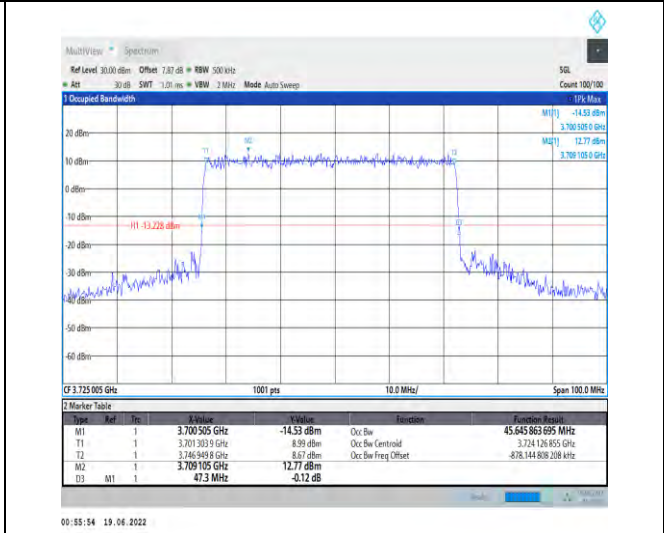 MultiView Spectrum
Ref Level 30.00 dBm Offset 7.87 dB RBW 500 kHz SGL
Att 30 dB SWT 1.01 ms VBW 2 MHz Mode Auto Sweep Count 100/100
1 Occupied Bandwidth 1Pk Max
M1[1] -14.53 dBm
3.700 505 0 GHz
M2[1] 12.77 dBm
3.709 105 0 GHz
20 dBm
T1 M2 T2
10 dBm
0 dBm
-10 dBm
H1 -13.228 dBm
-20 dBm
-30 dBm
-40 dBm
-50 dBm
-60 dBm
CF 3.725 005 GHz 1001 pts 10.0 MHz/ Span 100.0 MHz
2 Marker Table
Type Ref Trc X-Value Y-Value Function Function Result
M1 1 3.700 505 GHz -14.53 dBm Occ Bw 45.645 863 695 MHz
T1 1 3.701 303 9 GHz 8.99 dBm Occ Bw Centroid 3.724 126 855 GHz
T2 1 3.746 949 8 GHz 8.67 dBm Occ Bw Freq Offset -878.144 808 208 kHz
M2 1 3.709 105 GHz 12.77 dBm
D3 M1 1 47.3 MHz -0.12 dB
00:55:54 19.06.2022